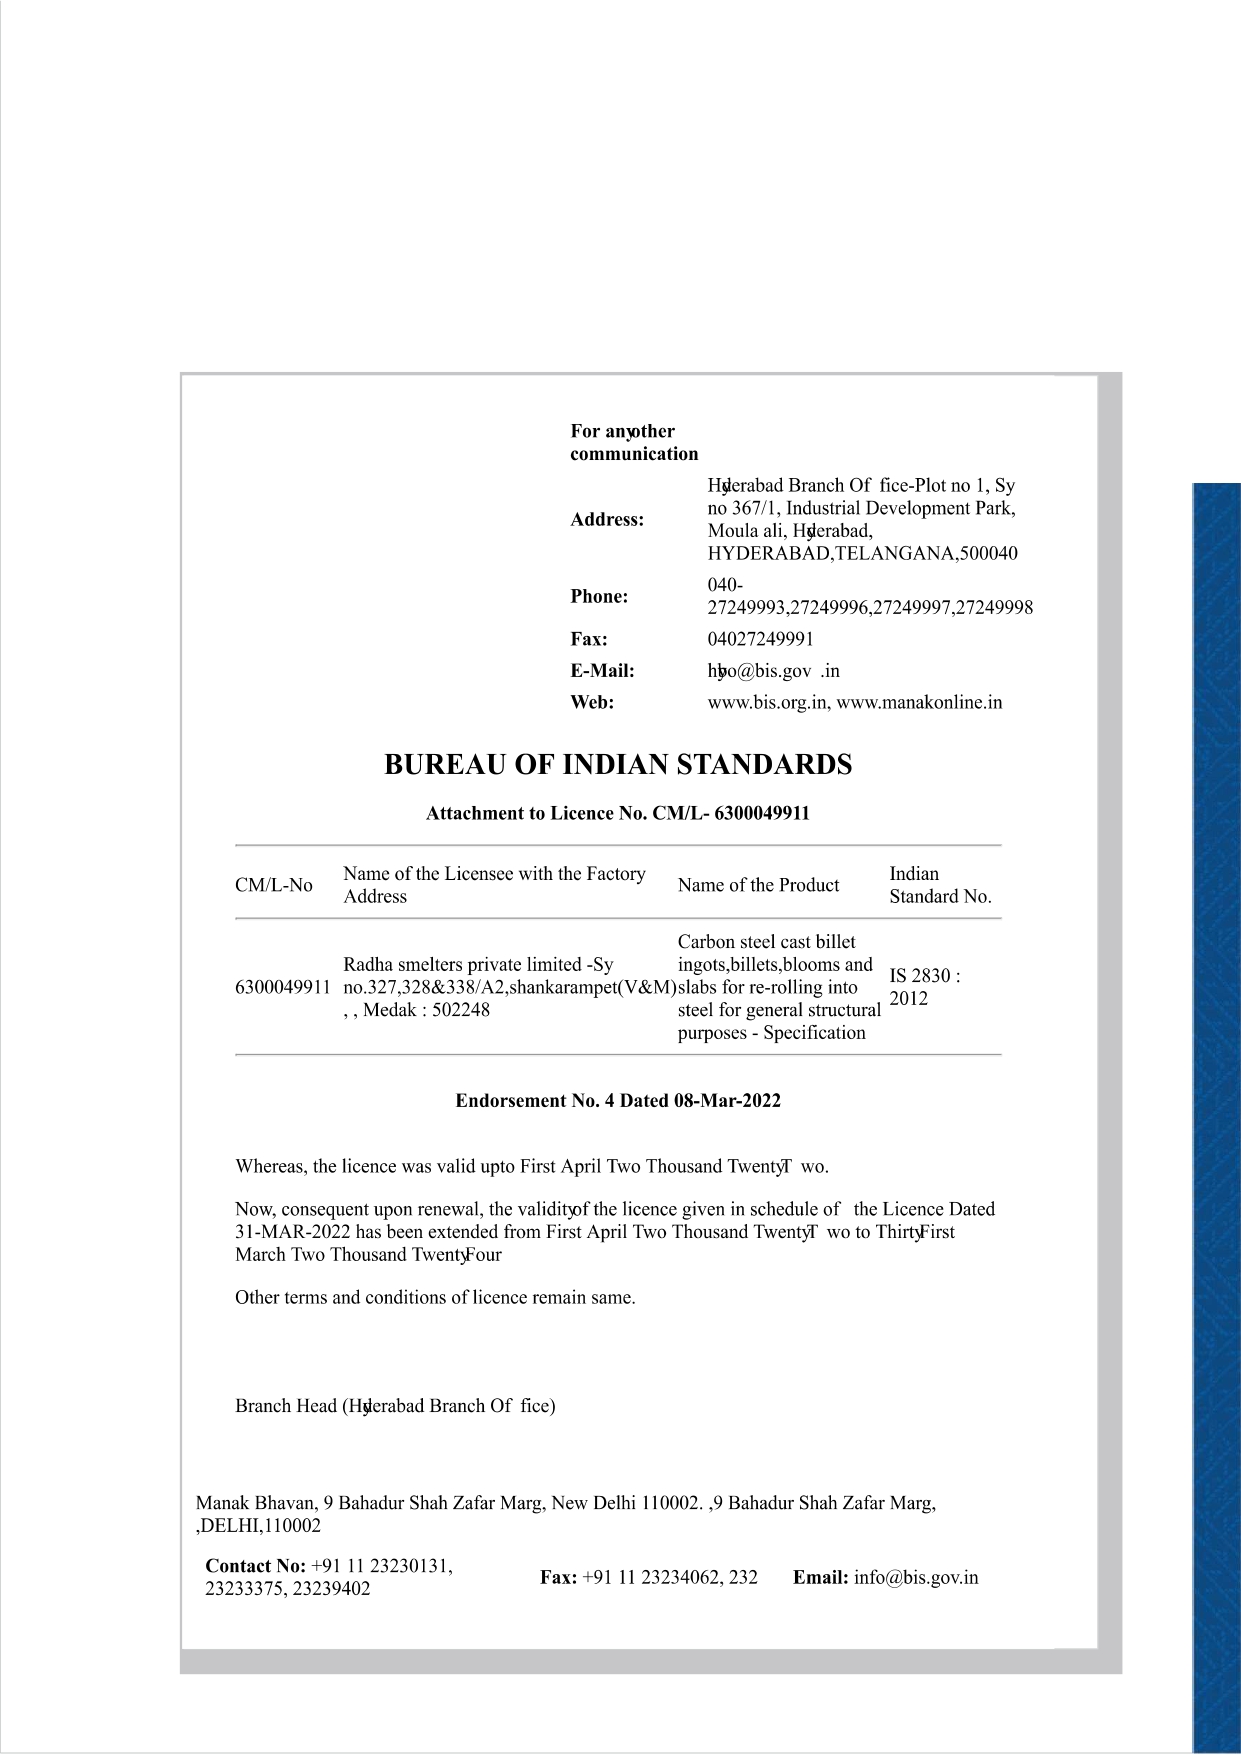 For any other
communication
Address:
Hyderabad Branch Office-Plot no 1, Sy
no 367/1, Industrial Development Park,
Moula ali, Hyderabad,
HYDERABAD,TELANGANA,500040
Phone:
040-
27249993,27249996,27249997,27249998
Fax: 04027249991
E-Mail: hybo@bis.gov.in
Web: www.bis.org.in, www.manakonline.in
BUREAU OF INDIAN STANDARDS
Attachment to Licence No. CM/L- 6300049911
CM/L-No
Name of the Licensee with the Factory
Address
Name of the Product
Indian
Standard No.
6300049911
Radha smelters private limited -Sy
no.327,328&338/A2,shankarampet(V&M)
, , Medak : 502248
Carbon steel cast billet
ingots,billets,blooms and
slabs for re-rolling into
steel for general structural
purposes - Specification
IS 2830 :
2012
Endorsement No. 4 Dated 08-Mar-2022
Whereas, the licence was valid upto First April Two Thousand Twenty Two.
Now, consequent upon renewal, the validity of the licence given in schedule of the Licence Dated
31-MAR-2022 has been extended from First April Two Thousand Twenty Two to Thirty First
March Two Thousand Twenty Four
Other terms and conditions of licence remain same.
Branch Head (Hyderabad Branch Office)
Manak Bhavan, 9 Bahadur Shah Zafar Marg, New Delhi 110002. ,9 Bahadur Shah Zafar Marg,
,DELHI,110002
Contact No: +91 11 23230131,
23233375, 23239402
Fax: +91 11 23234062, 232
Email: info@bis.gov.in